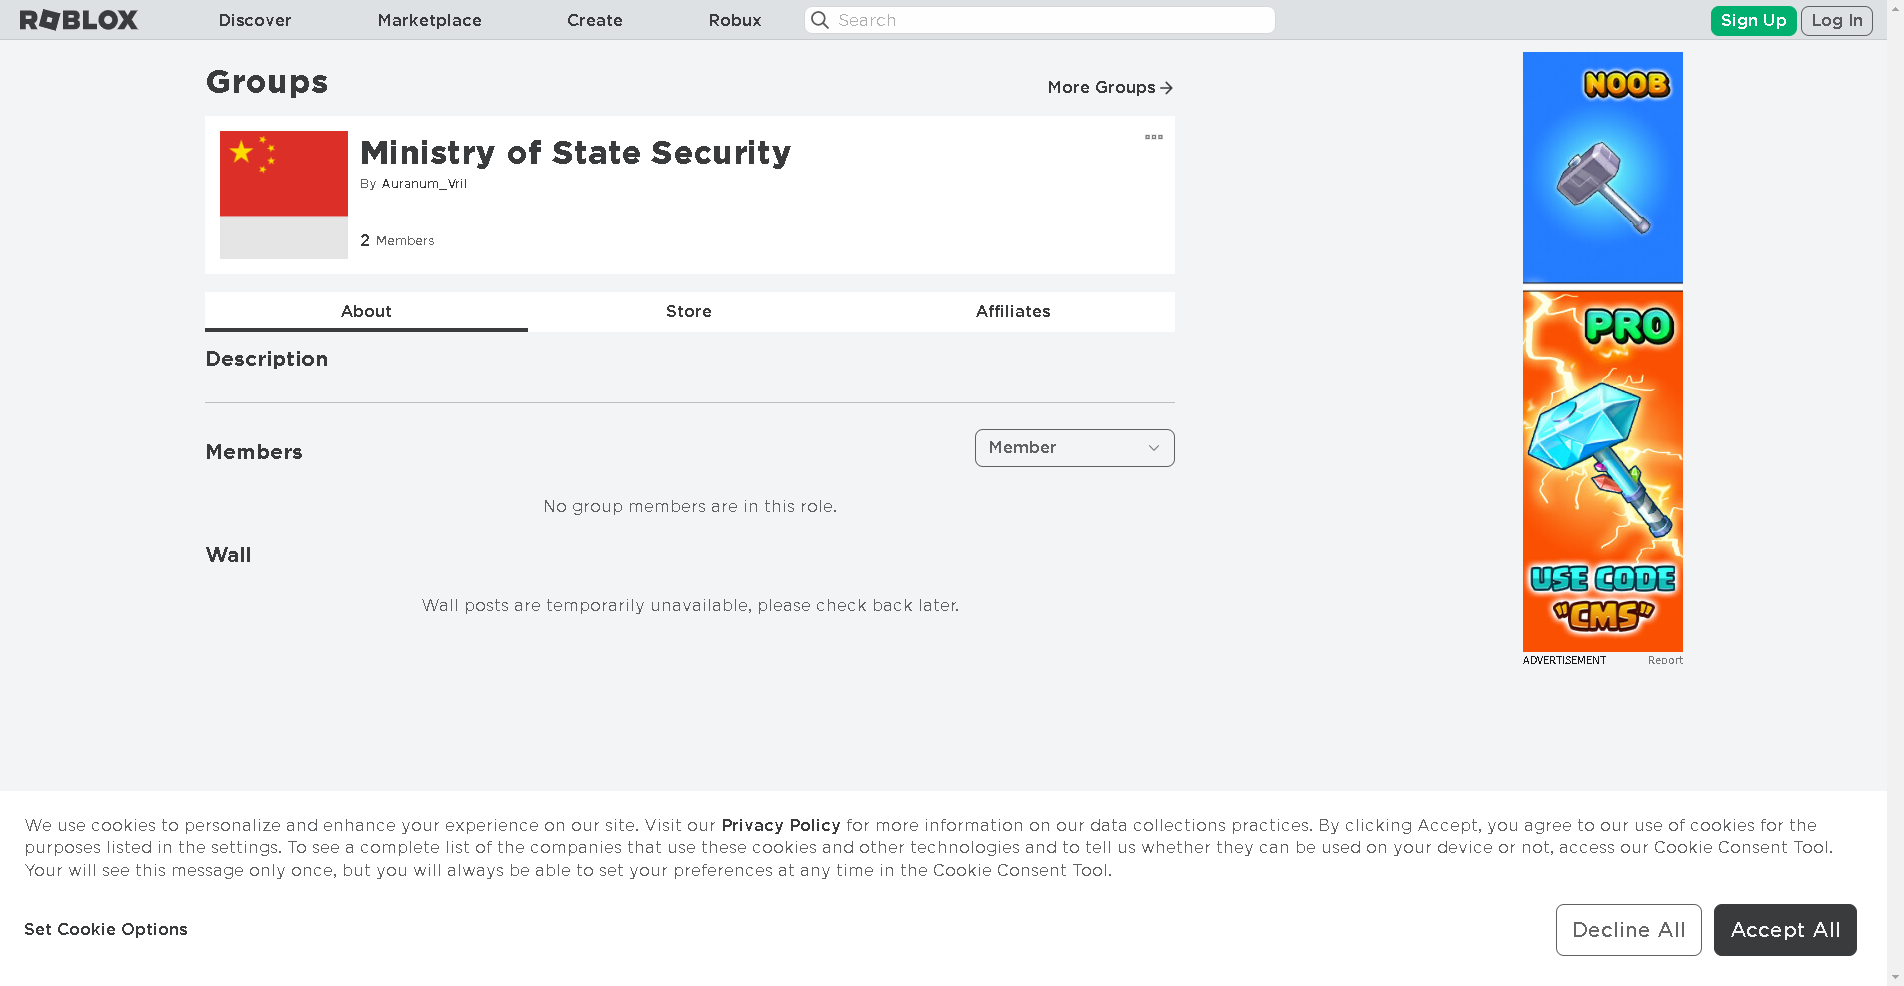 ROBLOX
Discover
Marketplace
Create
Robux
Search
Sign Up
Log In
Groups
More Groups
Ministry of State Security
By Auranum_Vril
2 Members
About
Store
Affiliates
Description
Members
Member
No group members are in this role.
Wall
Wall posts are temporarily unavailable, please check back later.
NOOB
PRO
USE CODE
"CMS"
ADVERTISEMENT
Report
We use cookies to personalize and enhance your experience on our site. Visit our Privacy Policy for more information on our data collections practices. By clicking Accept, you agree to our use of cookies for the
purposes listed in the settings. To see a complete list of the companies that use these cookies and other technologies and to tell us whether they can be used on your device or not, access our Cookie Consent Tool.
Your will see this message only once, but you will always be able to set your preferences at any time in the Cookie Consent Tool.
Set Cookie Options
Decline All
Accept All